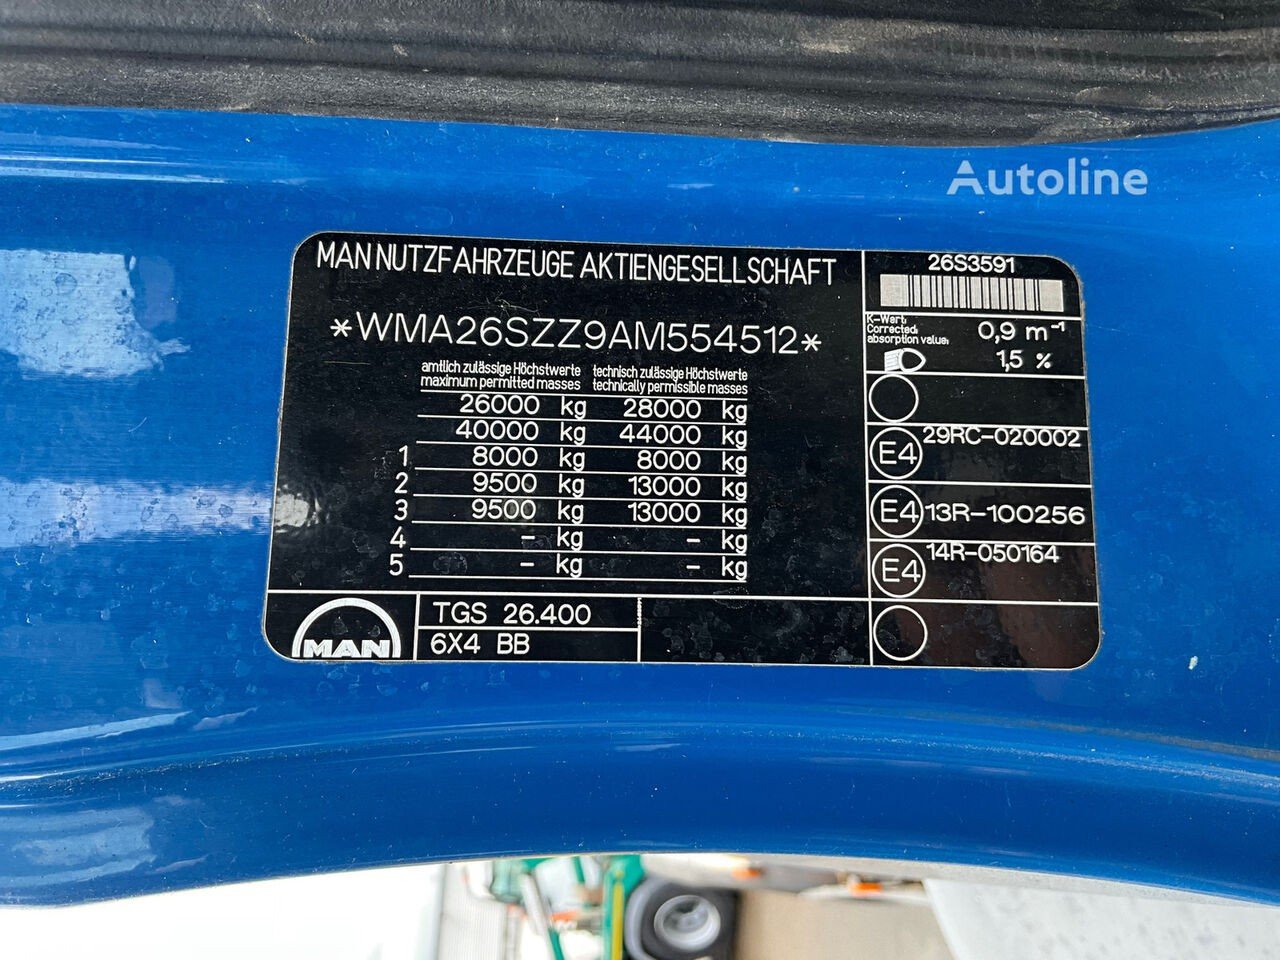 Autoline
MAN NUTZFAHRZEUGE AKTIENGESELLSCHAFT
*WMA26SZZ9AM554512*
amtlich zulässige Höchstwerte technisch zulässige Höchstwerte
maximum permitted masses technically permissible masses
26000 kg 28000 kg
40000 kg 44000 kg
1 8000 kg 8000 kg
2 9500 kg 13000 kg
3 9500 kg 13000 kg
4 - kg - kg
5 - kg - kg
MAN
TGS 26.400
6X4 BB
26S3591
K-Wert:
Corrected:
absorption value:
0,9 m⁻¹
1,5 %
E4 29RC-020002
E4 13R-100256
E4 14R-050164